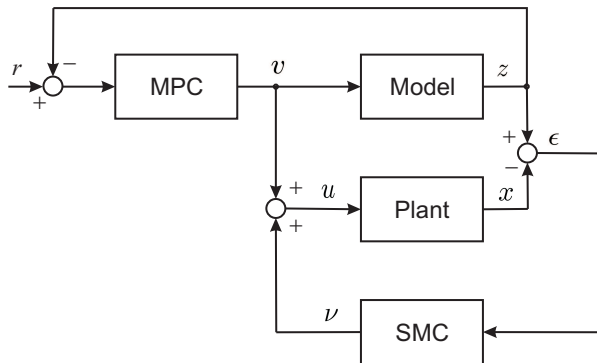 r
−
+
MPC
v
Model
z
+
−
ϵ
+
+
u
Plant
x
ν
SMC